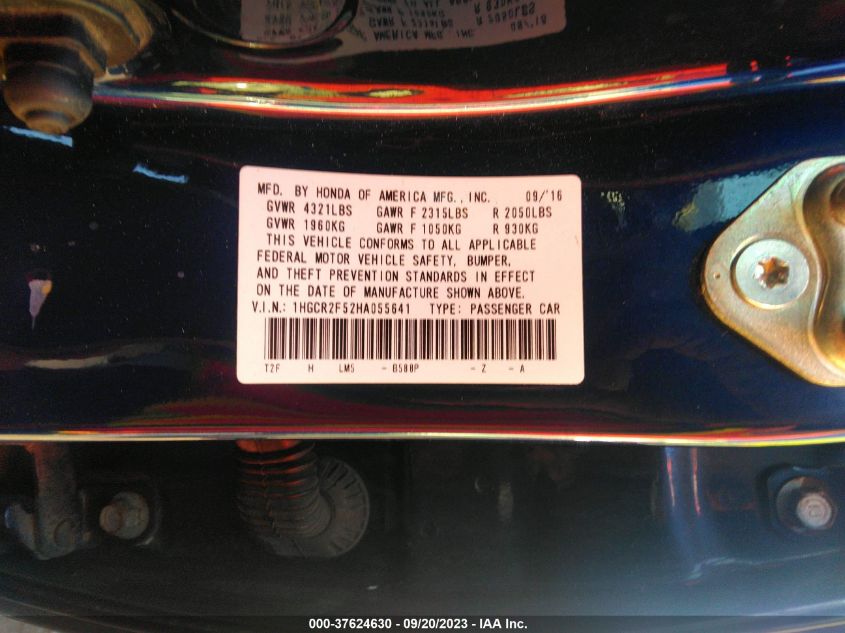 MFD. BY HONDA OF AMERICA MFG., INC. 09/'16
GVWR 4321LBS GAWR F 2315LBS R 2050LBS
GVWR 1960KG GAWR F 1050KG R 930KG
THIS VEHICLE CONFORMS TO ALL APPLICABLE
FEDERAL MOTOR VEHICLE SAFETY, BUMPER,
AND THEFT PREVENTION STANDARDS IN EFFECT
ON THE DATE OF MANUFACTURE SHOWN ABOVE.
V.I.N.: 1HGCR2F52HA055641 TYPE: PASSENGER CAR
T2F H LM5 - B588P - Z - A
000-37624630 - 09/20/2023 - IAA Inc.